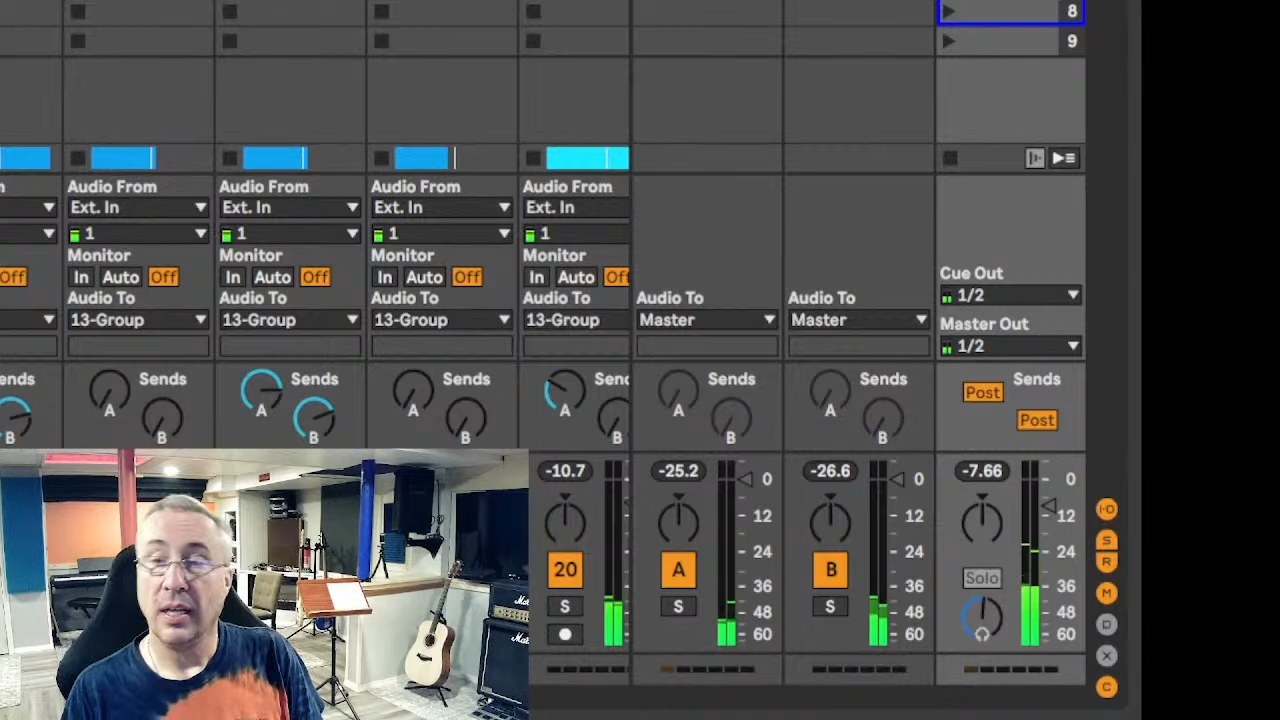 8
9
Audio From Audio From Audio From Audio From
Ext. In Ext. In Ext. In Ext. In
1 1 1 1
Monitor Monitor Monitor Monitor
Off In Auto Off In Auto Off In Auto Off In Auto Off
Cue Out
1/2
Audio To Audio To Audio To Audio To Audio To Audio To
13-Group 13-Group 13-Group 13-Group Master Master
Master Out
1/2
Sends Sends Sends Sends Sends Sends Sends
A A A A A A Post
B B B B B B B Post
-10.7 -25.2 -26.6 -7.66
0 0 0
12 12 12
24 24 24
20 A B Solo
36 36 36
S S S
48 48 48
60 60 60
I-O
S
R
M
D
X
C